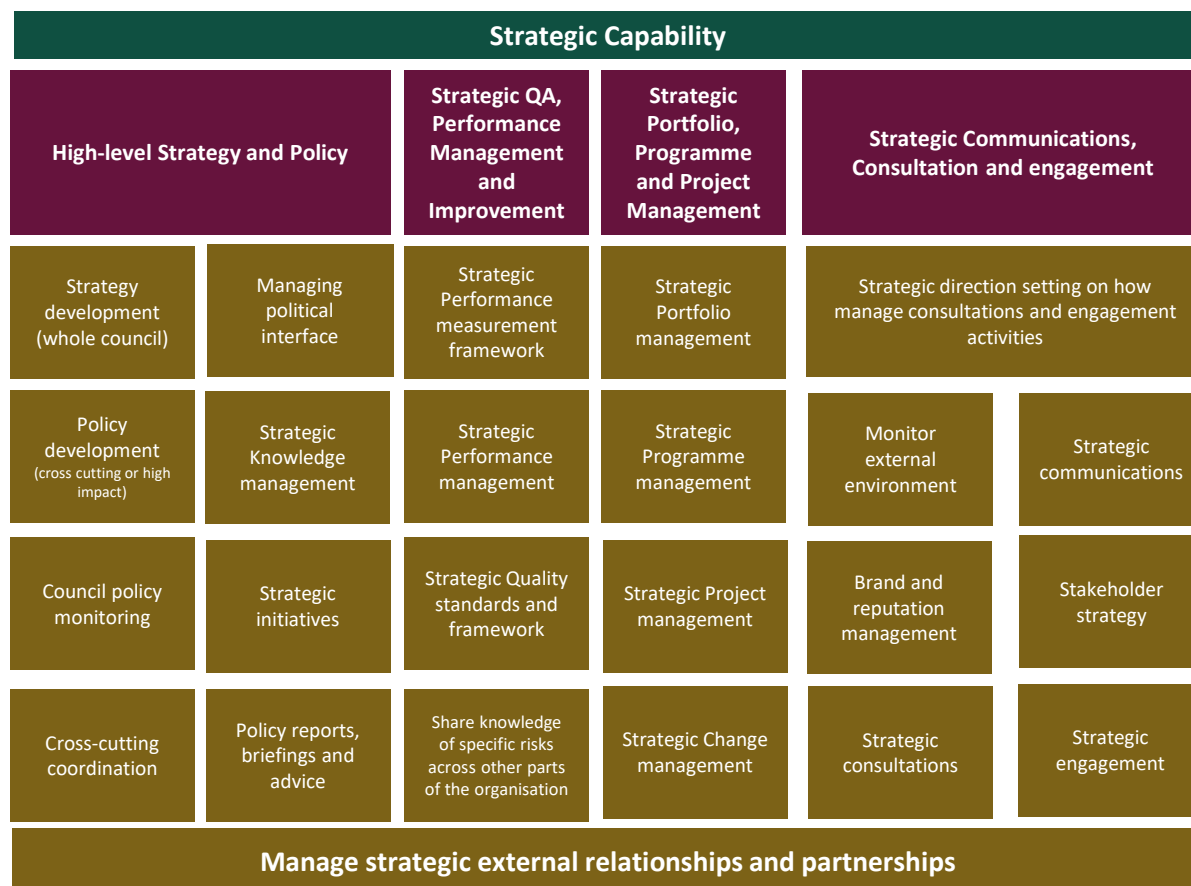 Strategic Capability
High-level Strategy and Policy
Strategic QA,
Performance
Management
and
Improvement
Strategic
Portfolio,
Programme
and Project
Management
Strategic Communications,
Consultation and engagement
Strategy
development
(whole council)
Managing
political
interface
Strategic
Performance
measurement
framework
Strategic
Portfolio
management
Strategic direction setting on how
manage consultations and engagement
activities
Policy
development
(cross cutting or high
impact)
Strategic
Knowledge
management
Strategic
Performance
management
Strategic
Programme
management
Monitor
external
environment
Strategic
communications
Council policy
monitoring
Strategic
initiatives
Strategic Quality
standards and
framework
Strategic Project
management
Brand and
reputation
management
Stakeholder
strategy
Cross-cutting
coordination
Policy reports,
briefings and
advice
Share knowledge
of specific risks
across other parts
of the organisation
Strategic Change
management
Strategic
consultations
Strategic
engagement
Manage strategic external relationships and partnerships